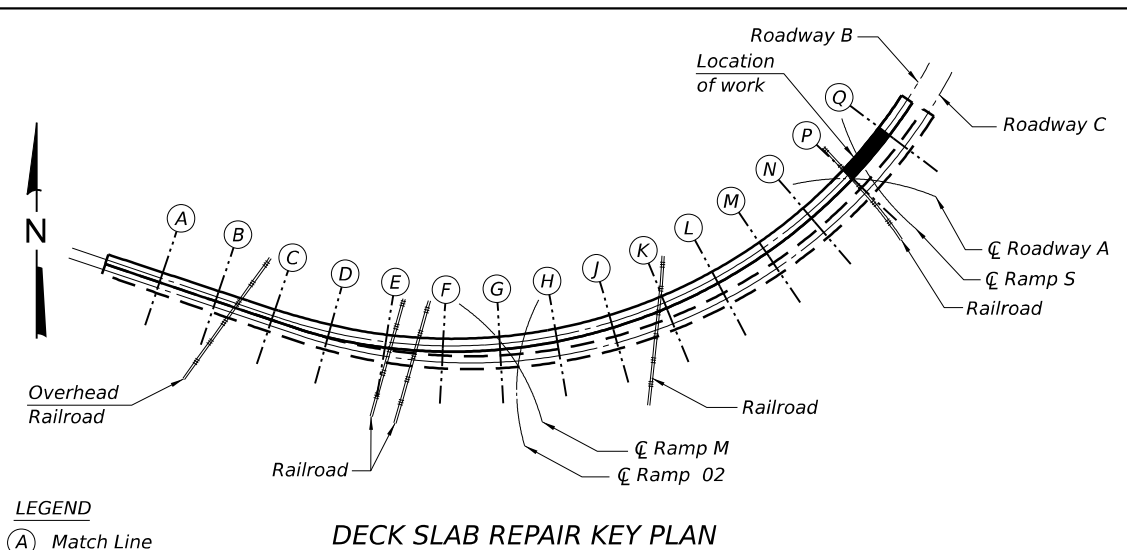 Roadway B
Location
of work
Q
Roadway C
P
N
M
L
K
J
H
G
F
E
D
C
B
A
N
℄ Roadway A
℄ Ramp S
Railroad
Overhead
Railroad
Railroad
Railroad
℄ Ramp M
℄ Ramp 02
LEGEND
A Match Line
DECK SLAB REPAIR KEY PLAN